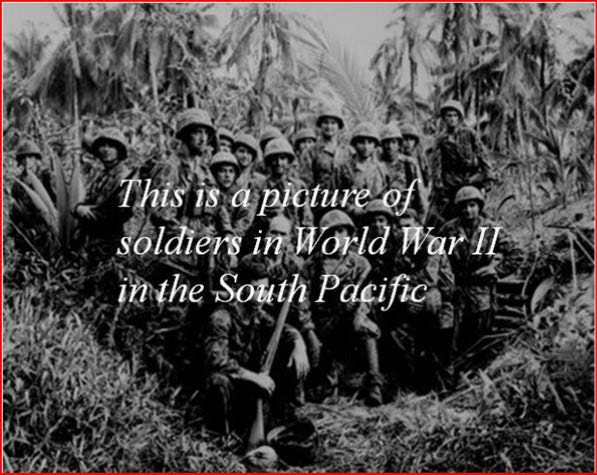 This is a picture of
soldiers in World War II
in the South Pacific